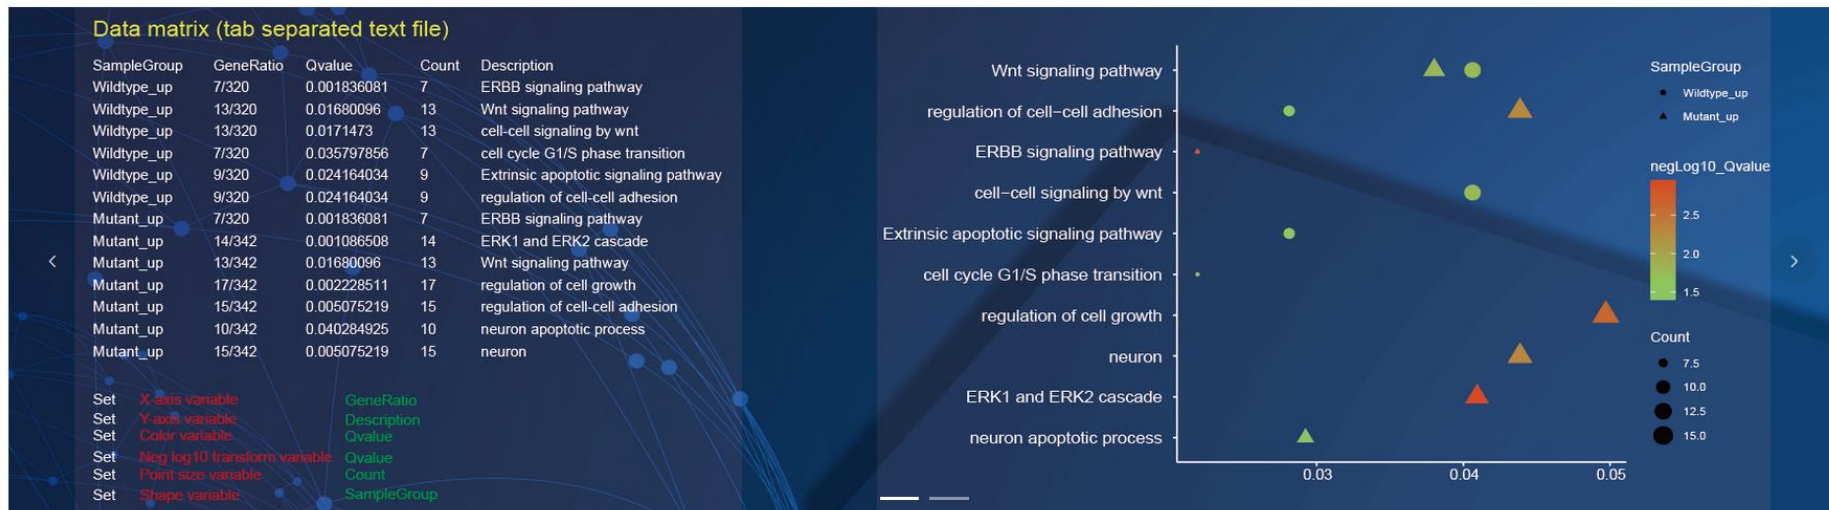 Data matrix (tab separated text file)
SampleGroup GeneRatio Qvalue Count Description
Wildtype_up 7/320 0.001836081 7 ERBB signaling pathway
Wildtype_up 13/320 0.01680096 13 Wnt signaling pathway
Wildtype_up 13/320 0.0171473 13 cell-cell signaling by wnt
Wildtype_up 7/320 0.035797856 7 cell cycle G1/S phase transition
Wildtype_up 9/320 0.024164034 9 Extrinsic apoptotic signaling pathway
Wildtype_up 9/320 0.024164034 9 regulation of cell-cell adhesion
Mutant_up 7/320 0.001836081 7 ERBB signaling pathway
Mutant_up 14/342 0.001086508 14 ERK1 and ERK2 cascade
Mutant_up 13/342 0.01680096 13 Wnt signaling pathway
Mutant_up 17/342 0.002228511 17 regulation of cell growth
Mutant_up 15/342 0.005075219 15 regulation of cell-cell adhesion
Mutant_up 10/342 0.040284925 10 neuron apoptotic process
Mutant_up 15/342 0.005075219 15 neuron
Set X-axis variable GeneRatio
Set Y-axis variable Description
Set Color variable Qvalue
Set Neg log10 transform variable Qvalue
Set Point size variable Count
Set Shape variable SampleGroup
Wnt signaling pathway
regulation of cell−cell adhesion
ERBB signaling pathway
cell−cell signaling by wnt
Extrinsic apoptotic signaling pathway
cell cycle G1/S phase transition
regulation of cell growth
neuron
ERK1 and ERK2 cascade
neuron apoptotic process
0.03 0.04 0.05
SampleGroup
Wildtype_up
Mutant_up
negLog10_Qvalue
2.5
2.0
1.5
Count
7.5
10.0
12.5
15.0